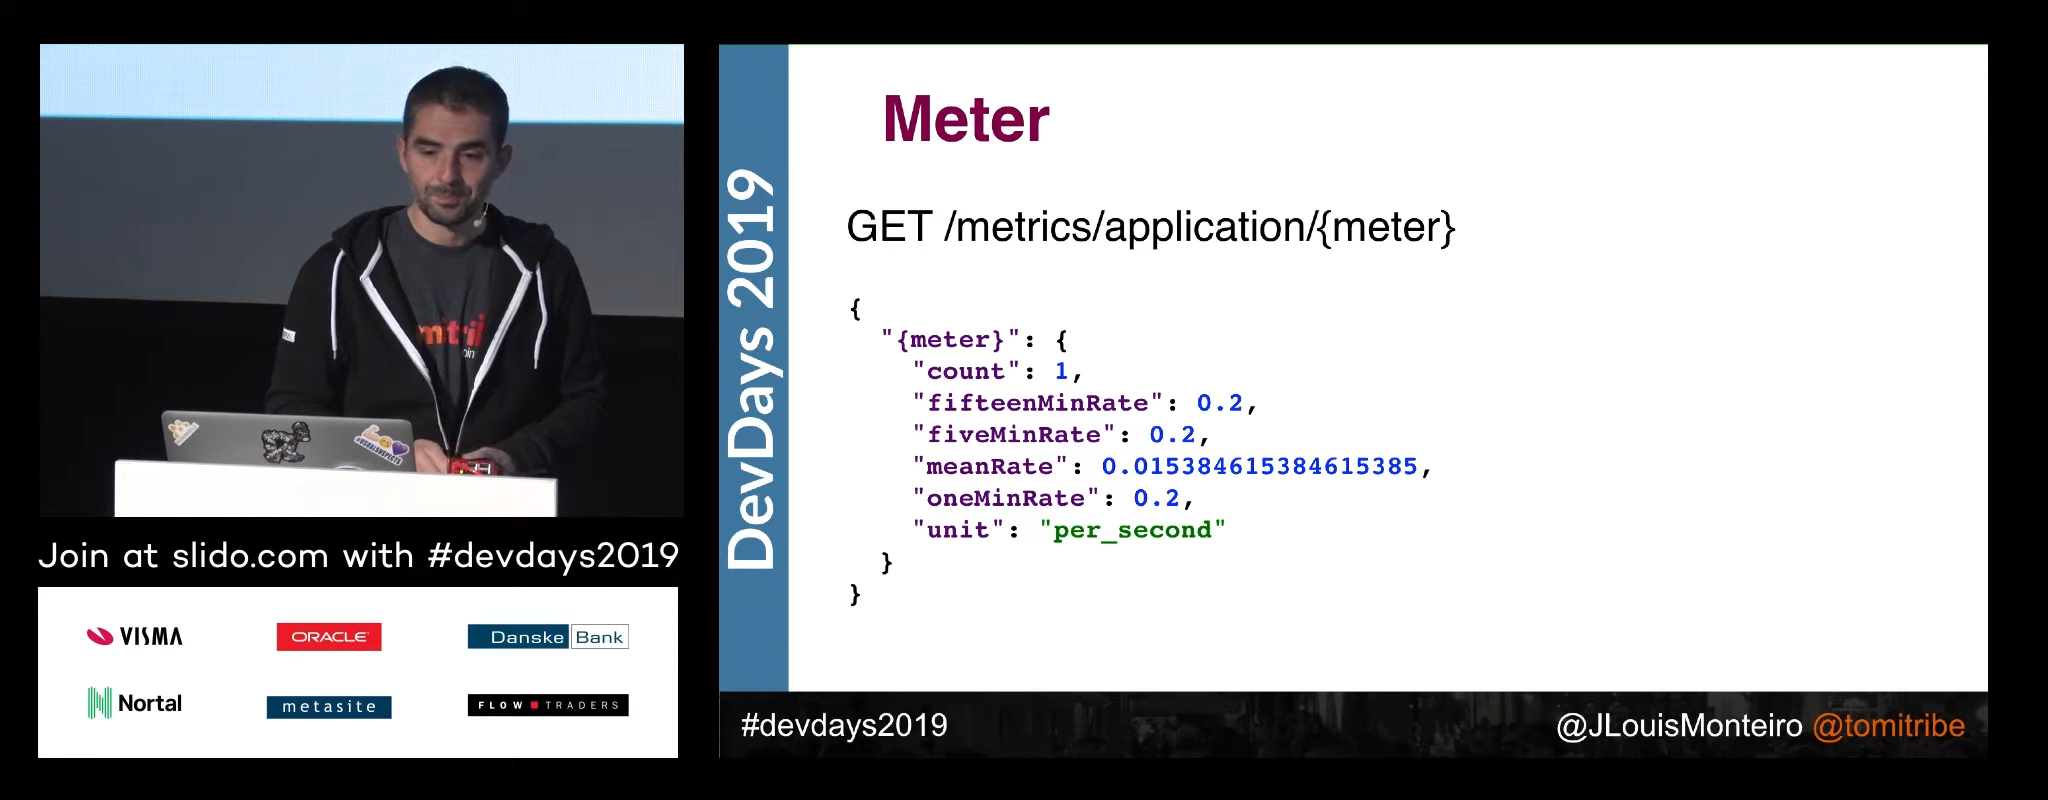 Join at slido.com with #devdays2019
VISMA
ORACLE
Danske Bank
Nortal
metasite
FLOW TRADERS
DevDays 2019
Meter
GET /metrics/application/{meter}
{
"{meter}": {
"count": 1,
"fifteenMinRate": 0.2,
"fiveMinRate": 0.2,
"meanRate": 0.015384615384615385,
"oneMinRate": 0.2,
"unit": "per_second"
}
}
#devdays2019
@JLouisMonteiro @tomitribe